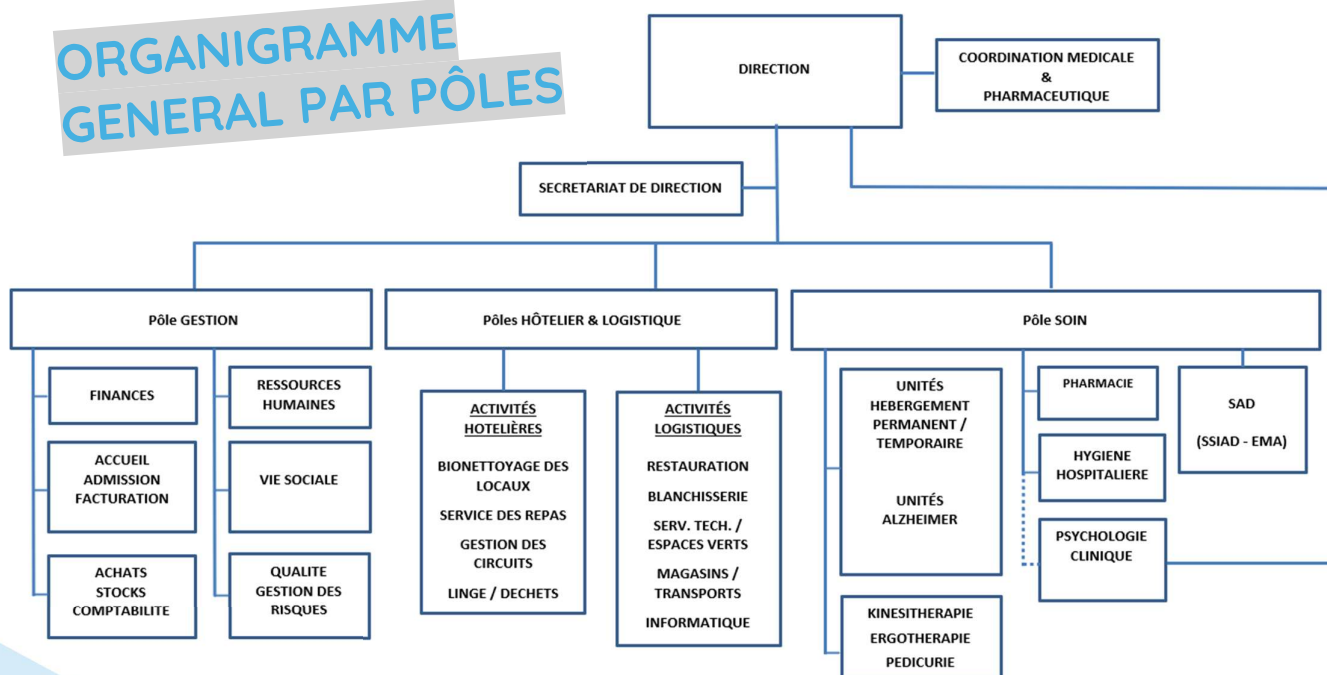 ORGANIGRAMME
GENERAL PAR PÔLES
DIRECTION
COORDINATION MEDICALE
&
PHARMACEUTIQUE
SECRETARIAT DE DIRECTION
Pôle GESTION
FINANCES
RESSOURCES
HUMAINES
ACCUEIL
ADMISSION
FACTURATION
VIE SOCIALE
ACHATS
STOCKS
COMPTABILITE
QUALITE
GESTION DES
RISQUES
Pôles HÔTELIER & LOGISTIQUE
ACTIVITÉS
HOTELIÈRES
BIONETTOYAGE DES
LOCAUX
SERVICE DES REPAS
GESTION DES
CIRCUITS
LINGE / DECHETS
ACTIVITÉS
LOGISTIQUES
RESTAURATION
BLANCHISSERIE
SERV. TECH. /
ESPACES VERTS
MAGASINS /
TRANSPORTS
INFORMATIQUE
Pôle SOIN
UNITÉS
HEBERGEMENT
PERMANENT /
TEMPORAIRE
UNITÉS
ALZHEIMER
KINESITHERAPIE
ERGOTHERAPIE
PEDICURIE
PHARMACIE
HYGIENE
HOSPITALIERE
PSYCHOLOGIE
CLINIQUE
SAD
(SSIAD - EMA)